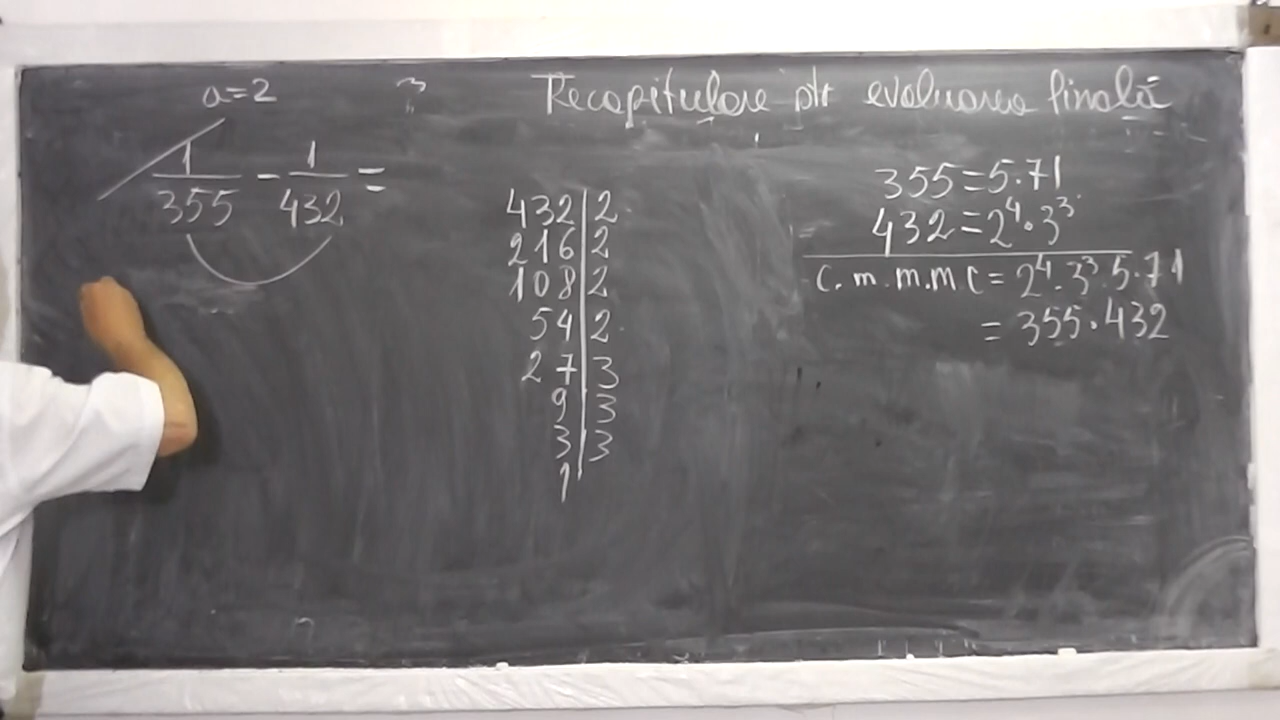 Recapitulare ptr evaluarea finală
a=2
1/355 - 1/432 =
432 | 2
216 | 2
108 | 2
54 | 2
27 | 3
9 | 3
3 | 3
1
355=5·71
432=2⁴·3³
c.m.m.m c = 2⁴·3³·5·71
= 355·432